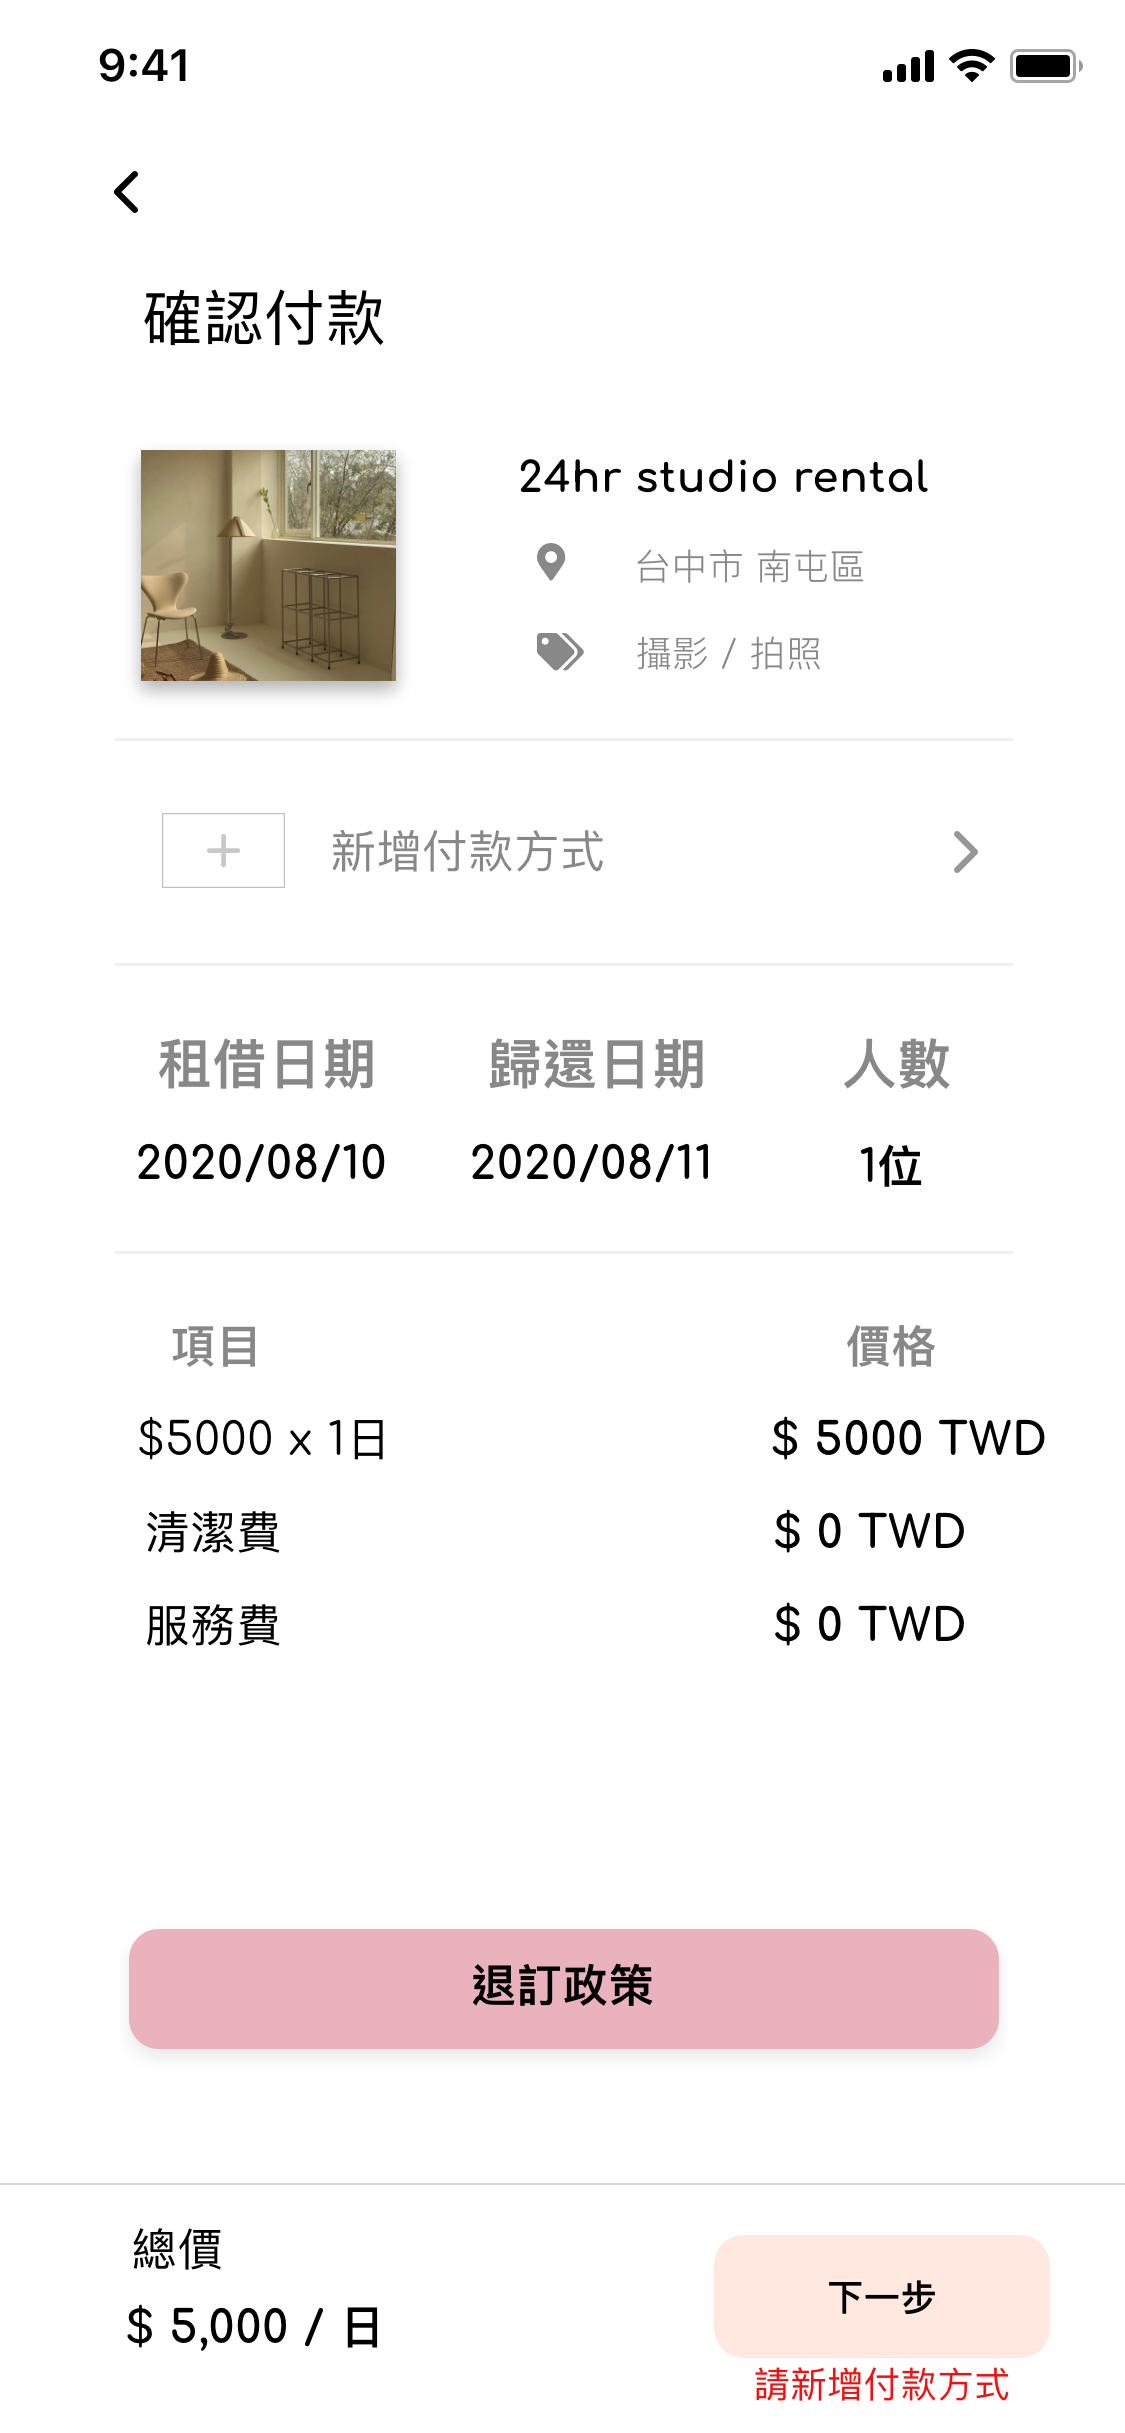 9:41
確認付款
24hr studio rental
台中市 南屯區
攝影 / 拍照
新增付款方式
租借日期 歸還日期 人數
2020/08/10 2020/08/11 1位
項目 價格
$5000 x 1日 $ 5000 TWD
清潔費 $ 0 TWD
服務費 $ 0 TWD
退訂政策
總價
$ 5,000 / 日
下一步
請新增付款方式